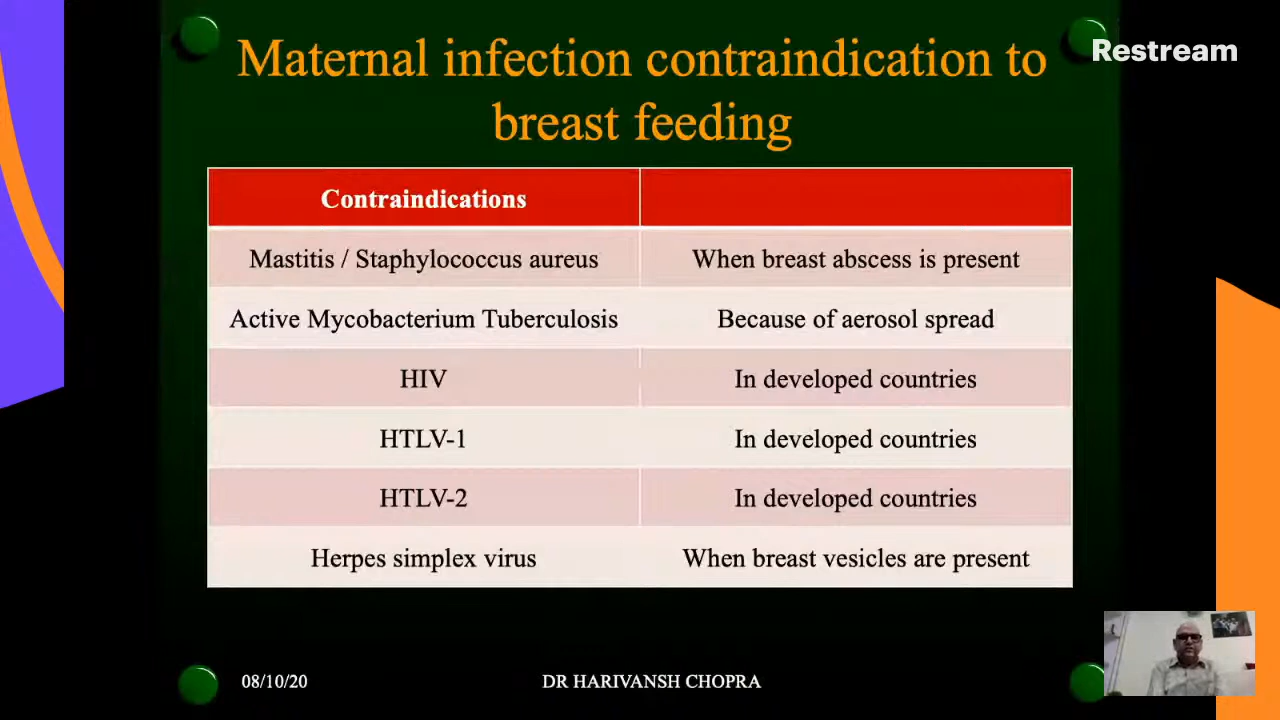 Maternal infection contraindication to
breast feeding
Restream
Contraindications
Mastitis / Staphylococcus aureus
When breast abscess is present
Active Mycobacterium Tuberculosis
Because of aerosol spread
HIV
In developed countries
HTLV-1
In developed countries
HTLV-2
In developed countries
Herpes simplex virus
When breast vesicles are present
08/10/20
DR HARIVANSH CHOPRA